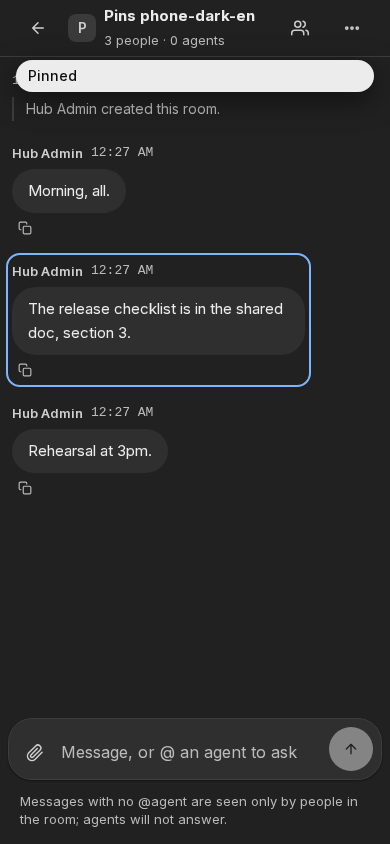 P
Pins phone-dark-en
3 people · 0 agents
Pinned
Hub Admin created this room.
Hub Admin 12:27 AM
Morning, all.
Hub Admin 12:27 AM
The release checklist is in the shared
doc, section 3.
Hub Admin 12:27 AM
Rehearsal at 3pm.
Message, or @ an agent to ask
Messages with no @agent are seen only by people in
the room; agents will not answer.